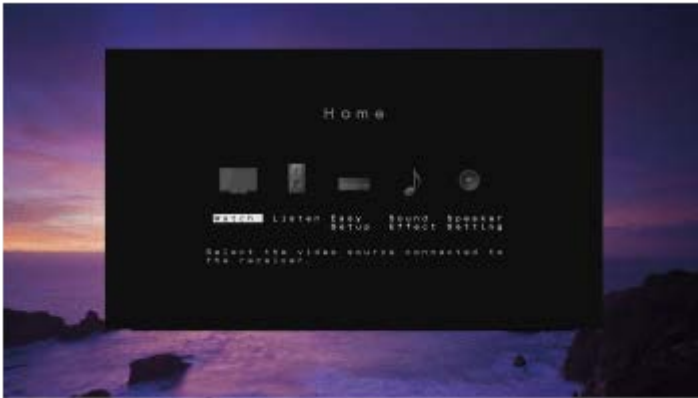 Home
Watch Listen Easy Sound Speaker
Setup Effect Setting
Select the video source connected to
the receiver.